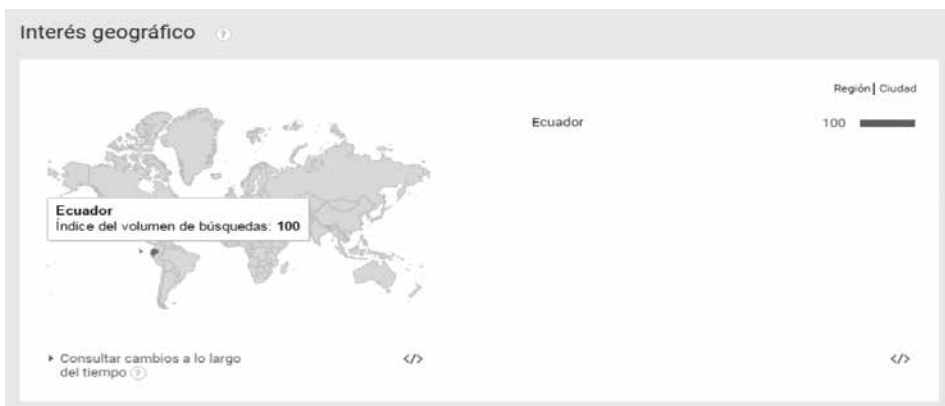 Interés geográfico ?
Región | Ciudad
Ecuador 100
Ecuador
Índice del volumen de búsquedas: 100
Consultar cambios a lo largo
del tiempo ?
</>
</>